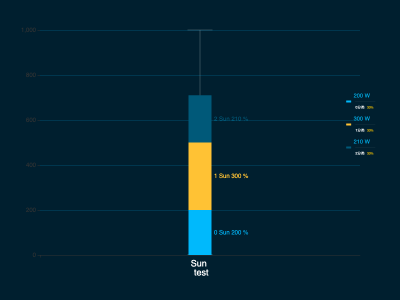 1,000
800
600
400
200
0
2 Sun 210 %
1 Sun 300 %
0 Sun 200 %
Sun
test
200 W
300 W
210 W